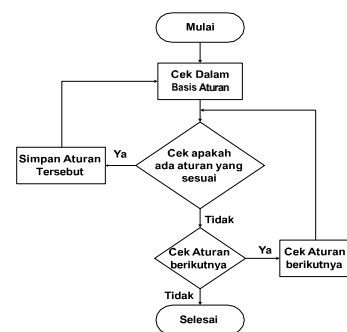 Mulai
Cek Dalam
Basis Aturan
Cek apakah
ada aturan yang
sesuai
Ya
Simpan Aturan
Tersebut
Tidak
Cek Aturan
berikutnya
Ya
Cek Aturan
berikutnya
Tidak
Selesai